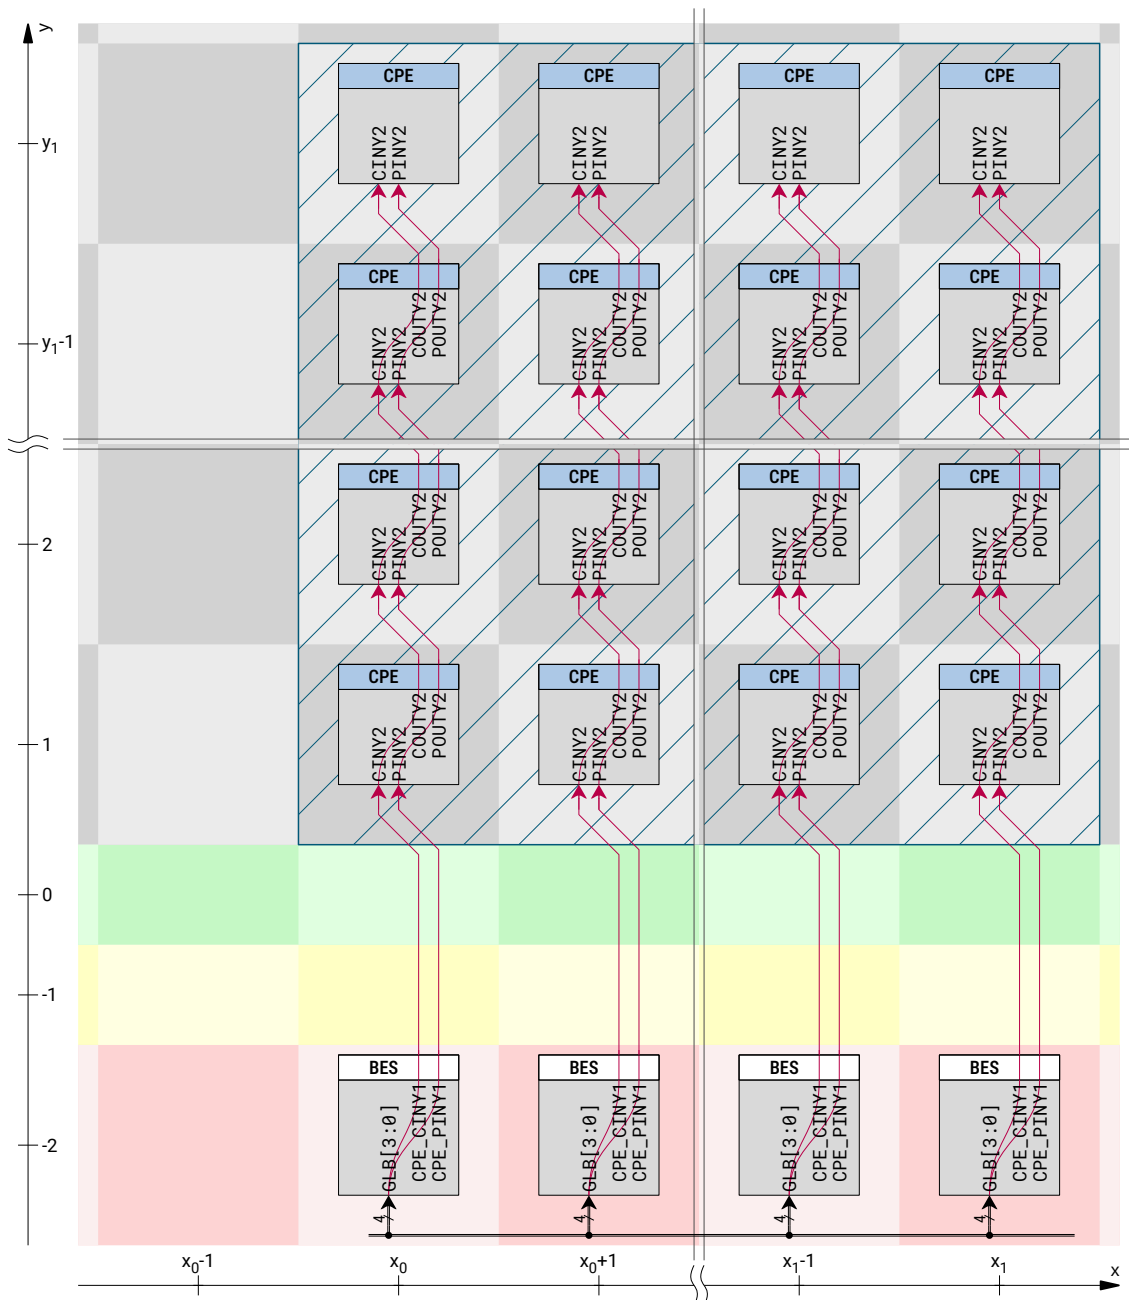 y
CPE CPE CPE CPE
y1
CINY2 PINY2 CINY2 PINY2 CINY2 PINY2 CINY2 PINY2
CPE CPE CPE CPE
y1-1
CINY2 PINY2 COUTY2 POUTY2 CINY2 PINY2 COUTY2 POUTY2 CINY2 PINY2 COUTY2 POUTY2 CINY2 PINY2 COUTY2 POUTY2
CPE CPE CPE CPE
2
CINY2 PINY2 COUTY2 POUTY2 CINY2 PINY2 COUTY2 POUTY2 CINY2 PINY2 COUTY2 POUTY2 CINY2 PINY2 COUTY2 POUTY2
CPE CPE CPE CPE
1
CINY2 PINY2 COUTY2 POUTY2 CINY2 PINY2 COUTY2 POUTY2 CINY2 PINY2 COUTY2 POUTY2 CINY2 PINY2 COUTY2 POUTY2
0
-1
BES BES BES BES
-2
GLB[3:0] CPE_CINY1 CPE_PINY1 GLB[3:0] CPE_CINY1 CPE_PINY1 GLB[3:0] CPE_CINY1 CPE_PINY1 GLB[3:0] CPE_CINY1 CPE_PINY1
4 4 4 4
x0-1 x0 x0+1 x1-1 x1 x